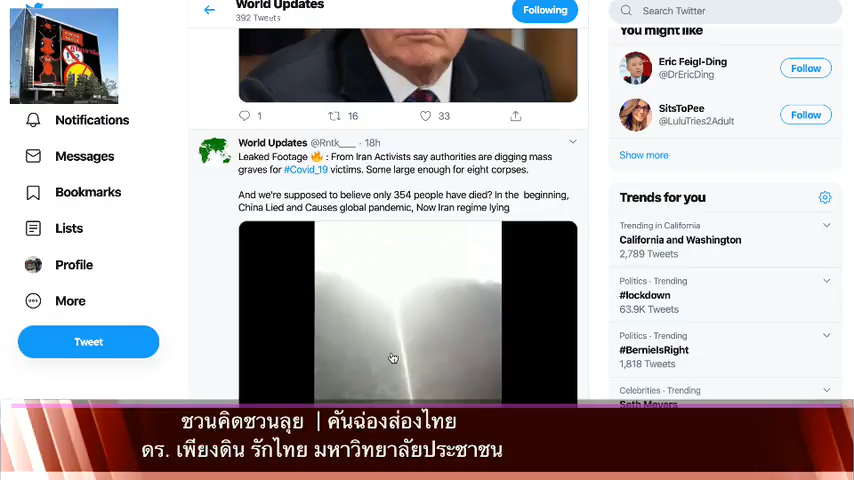 World Updates
392 Tweets
Following
Search Twitter
Notifications
Messages
Bookmarks
Lists
Profile
More
Tweet
1
16
33
World Updates @Rntk___ · 18h
Leaked Footage 🔥 : From Iran Activists say authorities are digging mass
graves for #Covid_19 victims. Some large enough for eight corpses.
And we're supposed to believe only 354 people have died? In the beginning,
China Lied and Causes global pandemic, Now Iran regime lying
You might like
Eric Feigl-Ding
@DrEricDing
Follow
SitsToPee
@LuluTries2Adult
Follow
Show more
Trends for you
Trending in California
California and Washington
2,789 Tweets
Politics · Trending
#lockdown
63.9K Tweets
Politics · Trending
#BernieIsRight
1,818 Tweets
Celebrities · Trending
Seth Meyers
ชวนคิดชวนลุย | คันฉ่องส่องไทย
ดร. เพียงดิน รักไทย มหาวิทยาลัยประชาชน